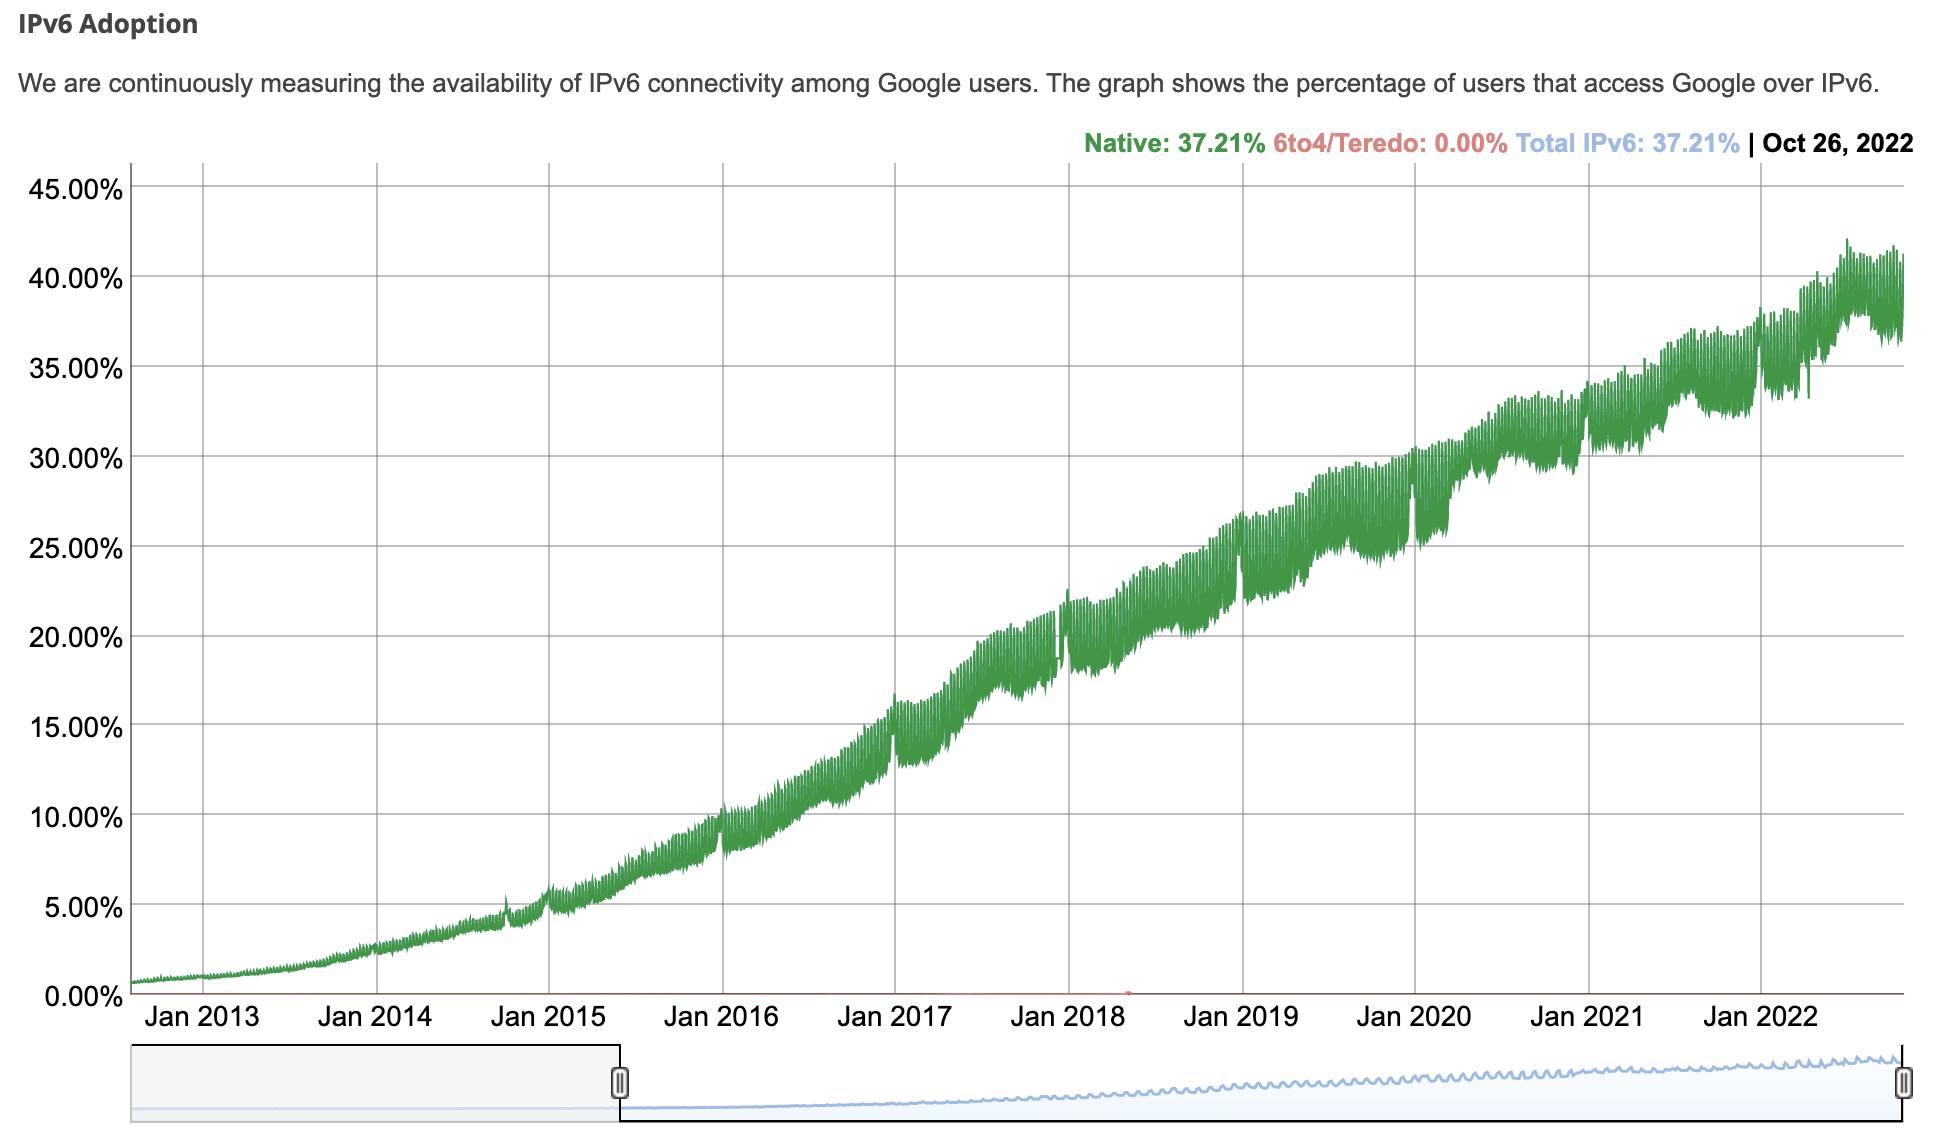 IPv6 Adoption
We are continuously measuring the availability of IPv6 connectivity among Google users. The graph shows the percentage of users that access Google over IPv6.
Native: 37.21% 6to4/Teredo: 0.00% Total IPv6: 37.21% | Oct 26, 2022
45.00%
40.00%
35.00%
30.00%
25.00%
20.00%
15.00%
10.00%
5.00%
0.00%
Jan 2013 Jan 2014 Jan 2015 Jan 2016 Jan 2017 Jan 2018 Jan 2019 Jan 2020 Jan 2021 Jan 2022